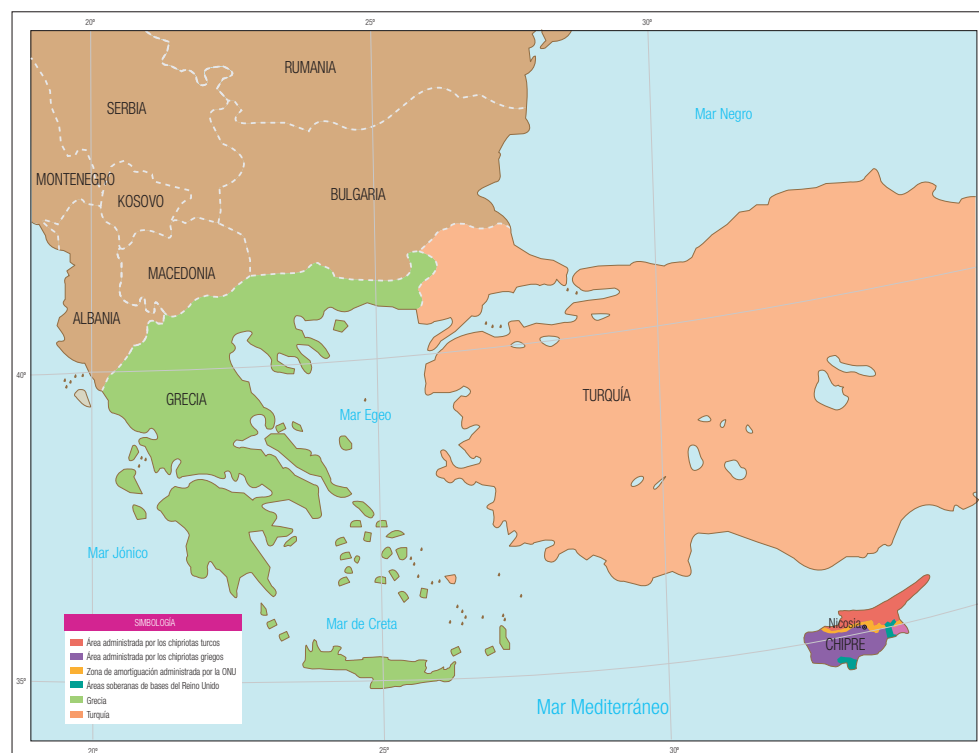 20°
25°
30°
RUMANIA
SERBIA
Mar Negro
MONTENEGRO
KOSOVO
BULGARIA
MACEDONIA
ALBANIA
40°
GRECIA
TURQUÍA
Mar Egeo
Mar Jónico
Mar de Creta
Nicosia
CHIPRE
SIMBOLOGÍA
Área administrada por los chipriotas turcos
Área administrada por los chipriotas griegos
Zona de amortiguación administrada por la ONU
Áreas soberanas de bases del Reino Unido
Grecia
Turquía
35°
Mar Mediterráneo
20°
25°
30°